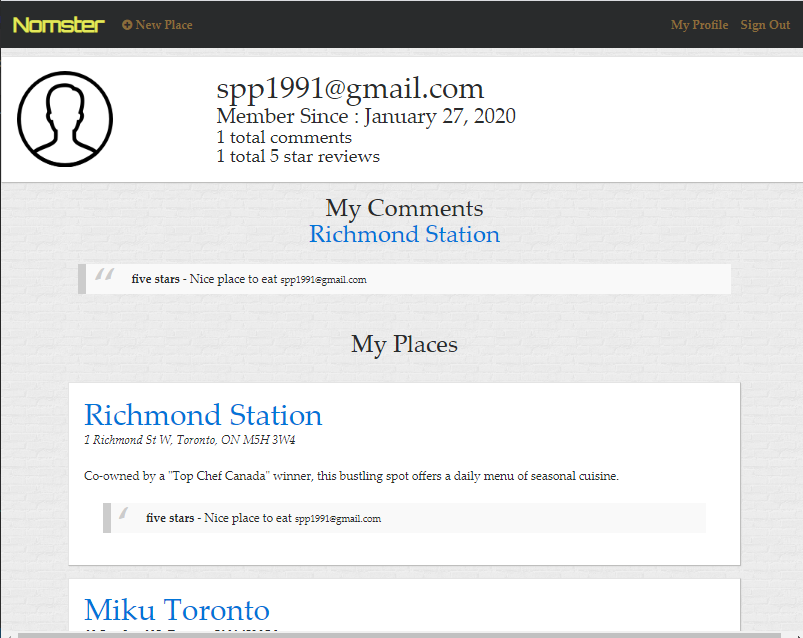 Nomster New Place My Profile Sign Out
spp1991@gmail.com
Member Since : January 27, 2020
1 total comments
1 total 5 star reviews
My Comments
Richmond Station
“ five stars - Nice place to eat spp1991@gmail.com
My Places
Richmond Station
1 Richmond St W, Toronto, ON M5H 3W4
Co-owned by a "Top Chef Canada" winner, this bustling spot offers a daily menu of seasonal cuisine.
‘ five stars - Nice place to eat spp1991@gmail.com
Miku Toronto